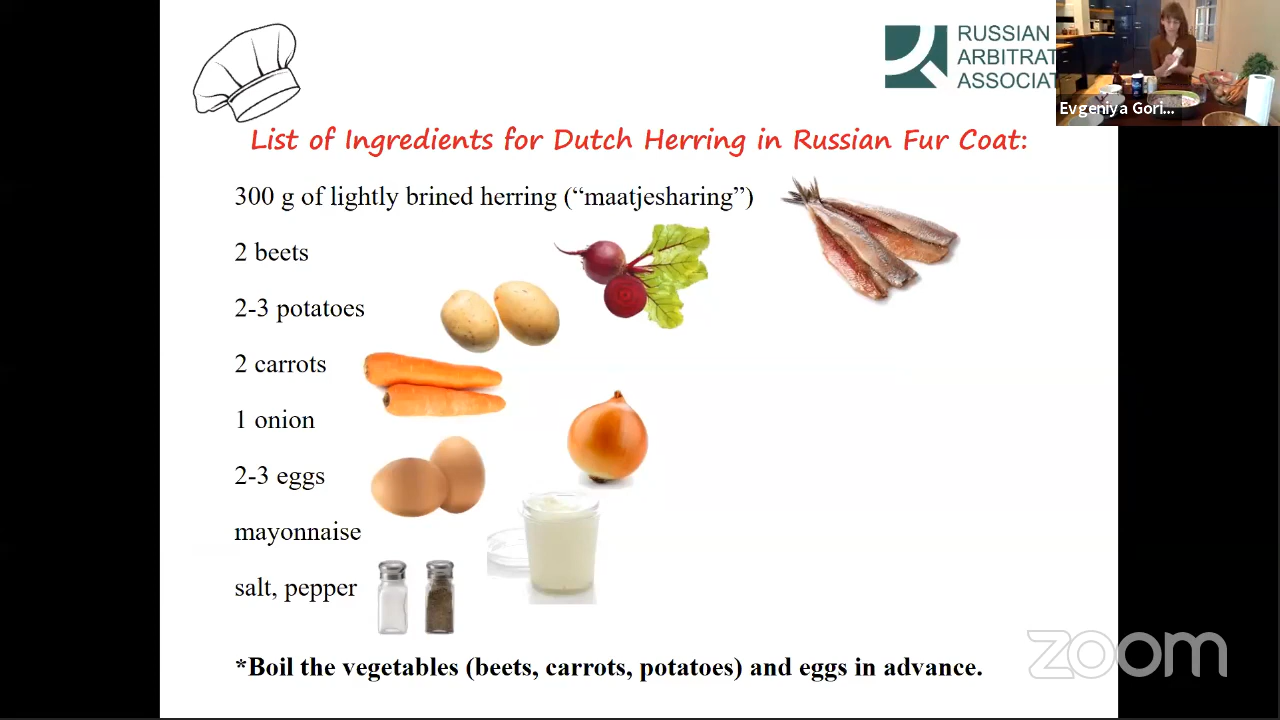 RUSSIAN
ARBITRAT
ASSOCIAT
Evgeniya Gori...
List of Ingredients for Dutch Herring in Russian Fur Coat:
300 g of lightly brined herring (“maatjesharing”)
2 beets
2-3 potatoes
2 carrots
1 onion
2-3 eggs
mayonnaise
salt, pepper
*Boil the vegetables (beets, carrots, potatoes) and eggs in advance.
zoom